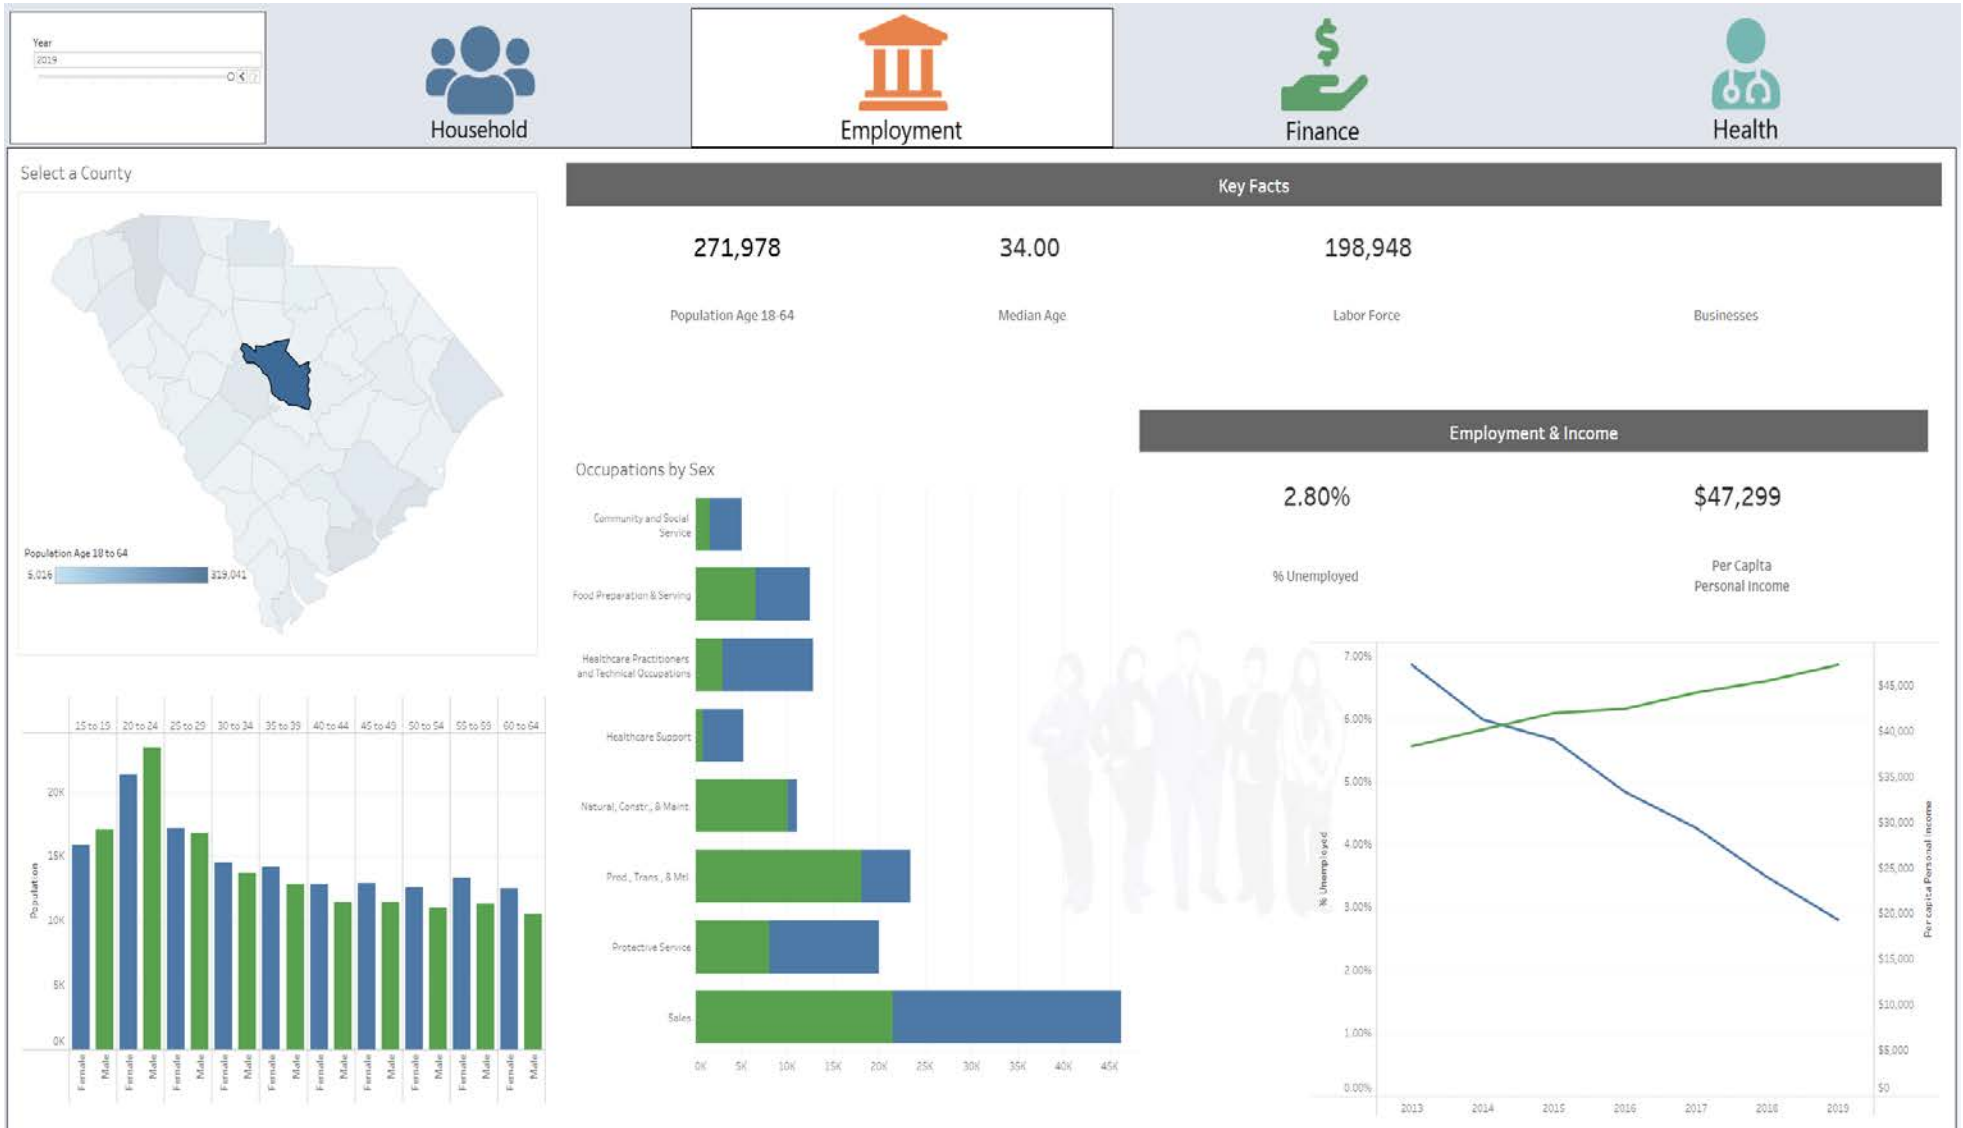 Year
2019
Household
Employment
Finance
Health
Select a County
Population Age 18 to 64
5,016
319,041
Key Facts
271,978
34.00
198,948
Population Age 18-64
Median Age
Labor Force
Businesses
Employment & Income
2.80%
$47,299
% Unemployed
Per Capita
Personal Income
Occupations by Sex
Community and Social
Service
Food Preparation & Serving
Healthcare Practitioners
and Technical Occupations
Healthcare Support
Natural, Constr., & Maint.
Prod., Trans., & Mtl.
Protective Service
Sales
0K 5K 10K 15K 20K 25K 30K 35K 40K 45K
15 to 19 20 to 24 25 to 29 30 to 34 35 to 39 40 to 44 45 to 49 50 to 54 55 to 59 60 to 64
20K
15K
10K
5K
0K
Population
Female Male Female Male Female Male Female Male Female Male Female Male Female Male Female Male Female Male Female Male
7.00%
6.00%
5.00%
4.00%
3.00%
2.00%
1.00%
0.00%
% Unemployed
$45,000
$40,000
$35,000
$30,000
$25,000
$20,000
$15,000
$10,000
$5,000
$0
Per capita Personal Income
2013 2014 2015 2016 2017 2018 2019